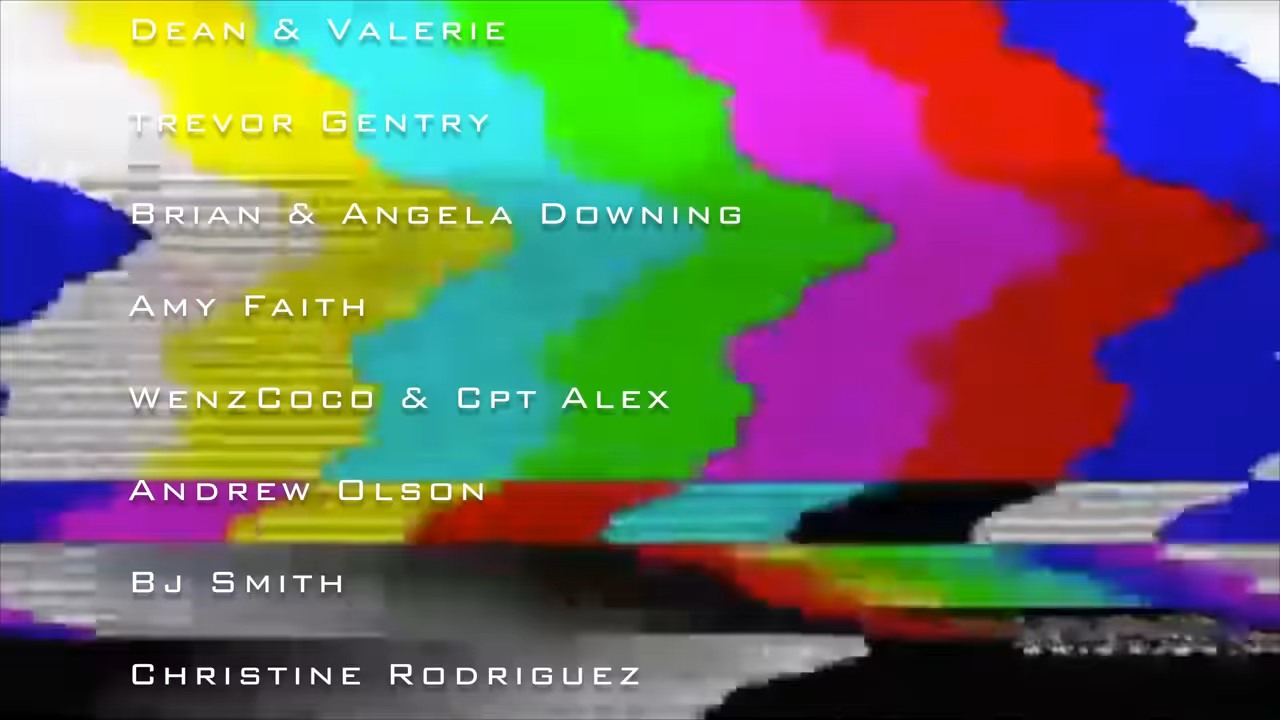 Dean & Valerie
Trevor Gentry
Brian & Angela Downing
Amy Faith
WenzCoco & Cpt Alex
Andrew Olson
Bj Smith
Christine Rodriguez